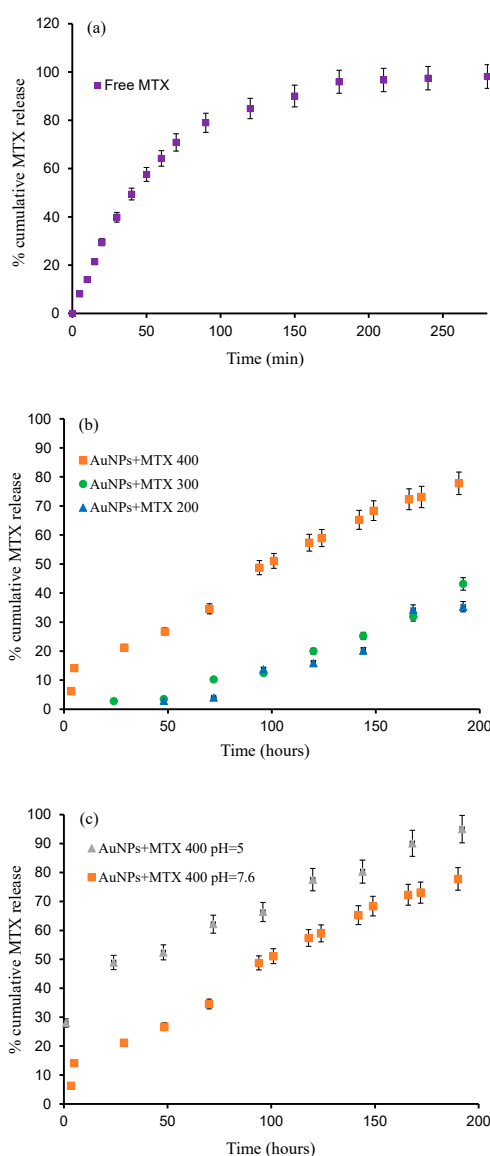 (a)
Free MTX
% cumulative MTX release
120
100
80
60
40
20
0
0 50 100 150 200 250
Time (min)
(b)
AuNPs+MTX 400
AuNPs+MTX 300
AuNPs+MTX 200
% cumulative MTX release
100
90
80
70
60
50
40
30
20
10
0
0 50 100 150 200
Time (hours)
(c)
AuNPs+MTX 400 pH=5
AuNPs+MTX 400 pH=7.6
% cumulative MTX release
100
90
80
70
60
50
40
30
20
10
0
0 50 100 150 200
Time (hours)